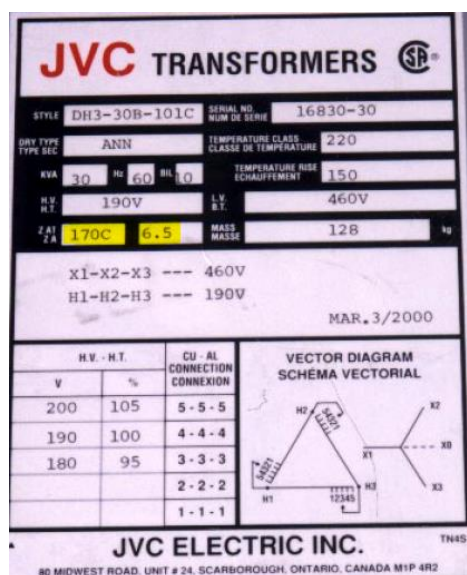 JVC TRANSFORMERS SA ®
STYLE DH3-30B-101C SERIAL NO. NUM DE SERIE 16830-30
DRY TYPE TYPE SEC ANN TEMPERATURE CLASS CLASSE DE TEMPÉRATURE 220
KVA 30 Hz 60 BIL 10 TEMPERATURE RISE ECHAUFFEMENT 150
H.V. H.T. 190V L.V. B.T. 460V
Z AT Z A 170C 6.5 MASS MASSE 128 kg
X1-X2-X3 --- 460V
H1-H2-H3 --- 190V
MAR.3/2000
H.V. - H.T. CU - AL CONNECTION CONNEXION
V %
200 105 5 - 5 - 5
190 100 4 - 4 - 4
180 95 3 - 3 - 3
2 - 2 - 2
1 - 1 - 1
VECTOR DIAGRAM
SCHÉMA VECTORIAL
H2 54321 X2
54321 X1 X0
H1 12345 H3 X3
JVC ELECTRIC INC. TN4S
80 MIDWEST ROAD, UNIT # 24, SCARBOROUGH, ONTARIO, CANADA M1P 4R2